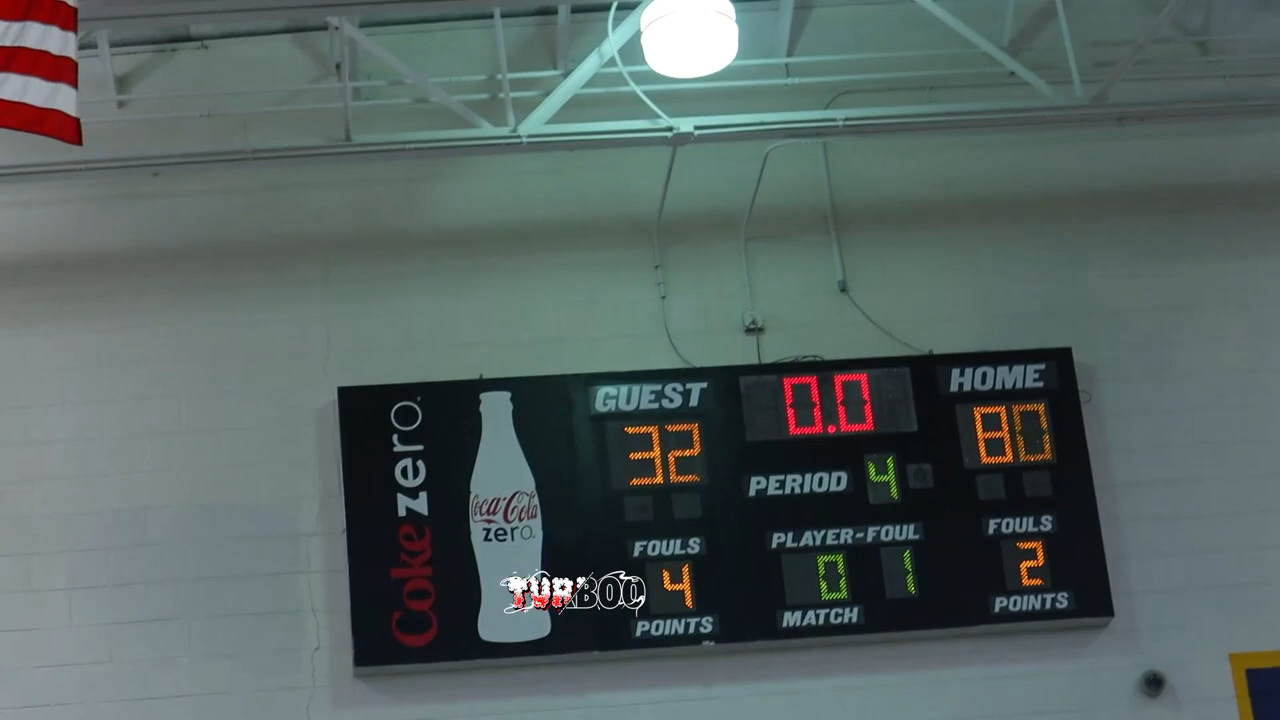 Coke zero
Coca-Cola
zero
TURBOO
GUEST
32
0.0
HOME
80
PERIOD 4
FOULS
4
POINTS
PLAYER-FOUL
0 1
MATCH
FOULS
2
POINTS